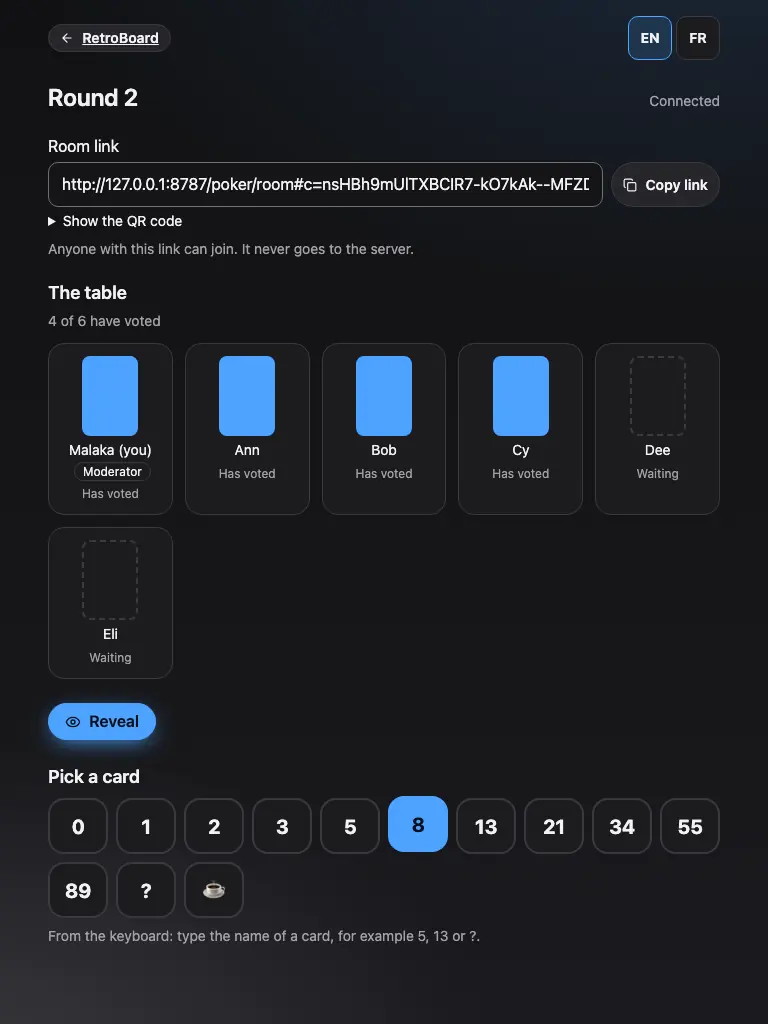 ← RetroBoard
EN FR
Round 2
Connected
Room link
http://127.0.0.1:8787/poker/room#c=nsHBh9mUlTXBClR7-kO7kAk--MFZD
Copy link
Show the QR code
Anyone with this link can join. It never goes to the server.
The table
4 of 6 have voted
Malaka (you) Ann Bob Cy Dee
Moderator
Has voted Has voted Has voted Has voted Waiting
Eli
Waiting
Reveal
Pick a card
0 1 2 3 5 8 13 21 34 55
89 ?
From the keyboard: type the name of a card, for example 5, 13 or ?.